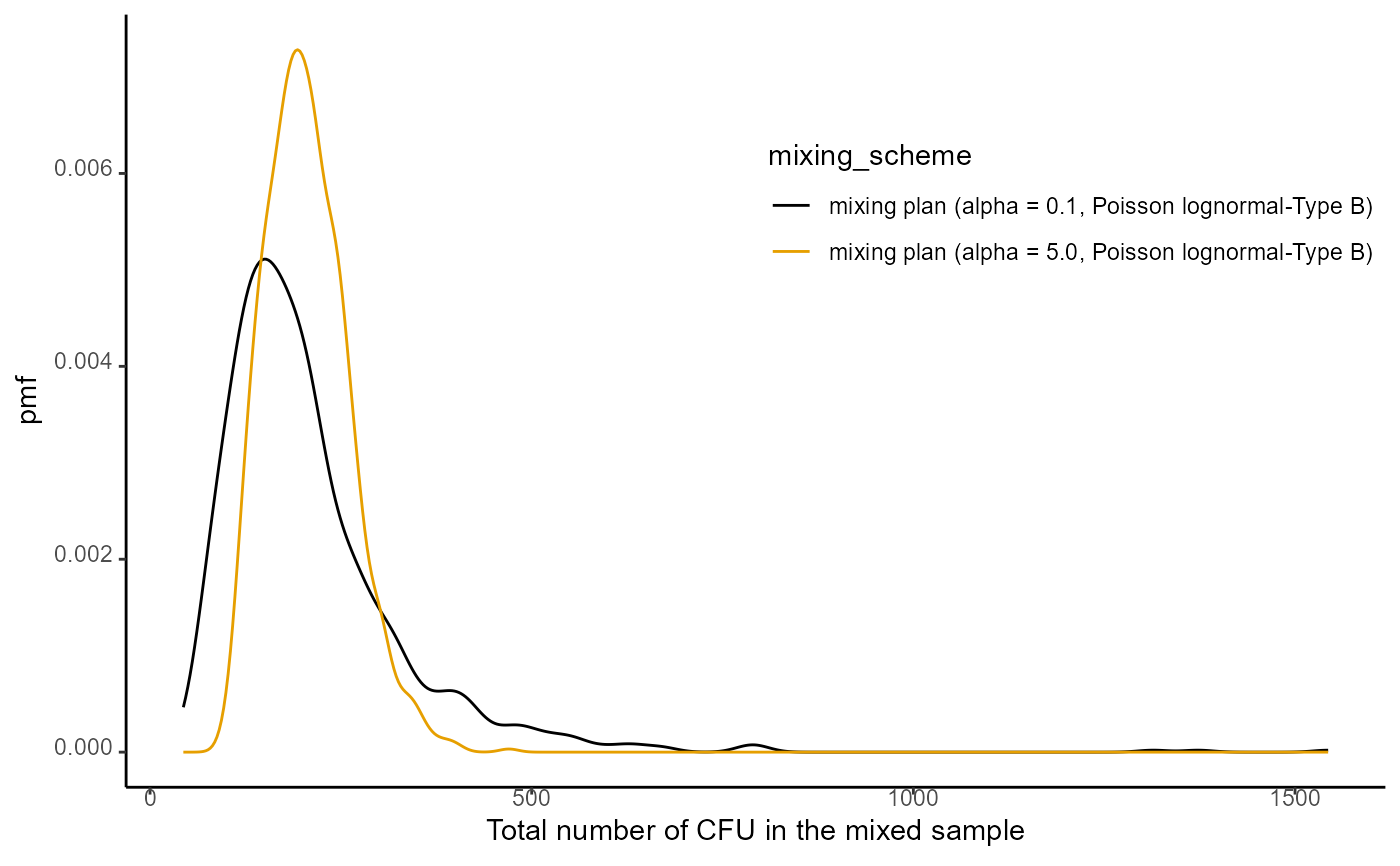 mixing_scheme
mixing plan (alpha = 0.1, Poisson lognormal-Type B)
mixing plan (alpha = 5.0, Poisson lognormal-Type B)
pmf
0.006
0.004
0.002
0.000
0 500 1000 1500
Total number of CFU in the mixed sample